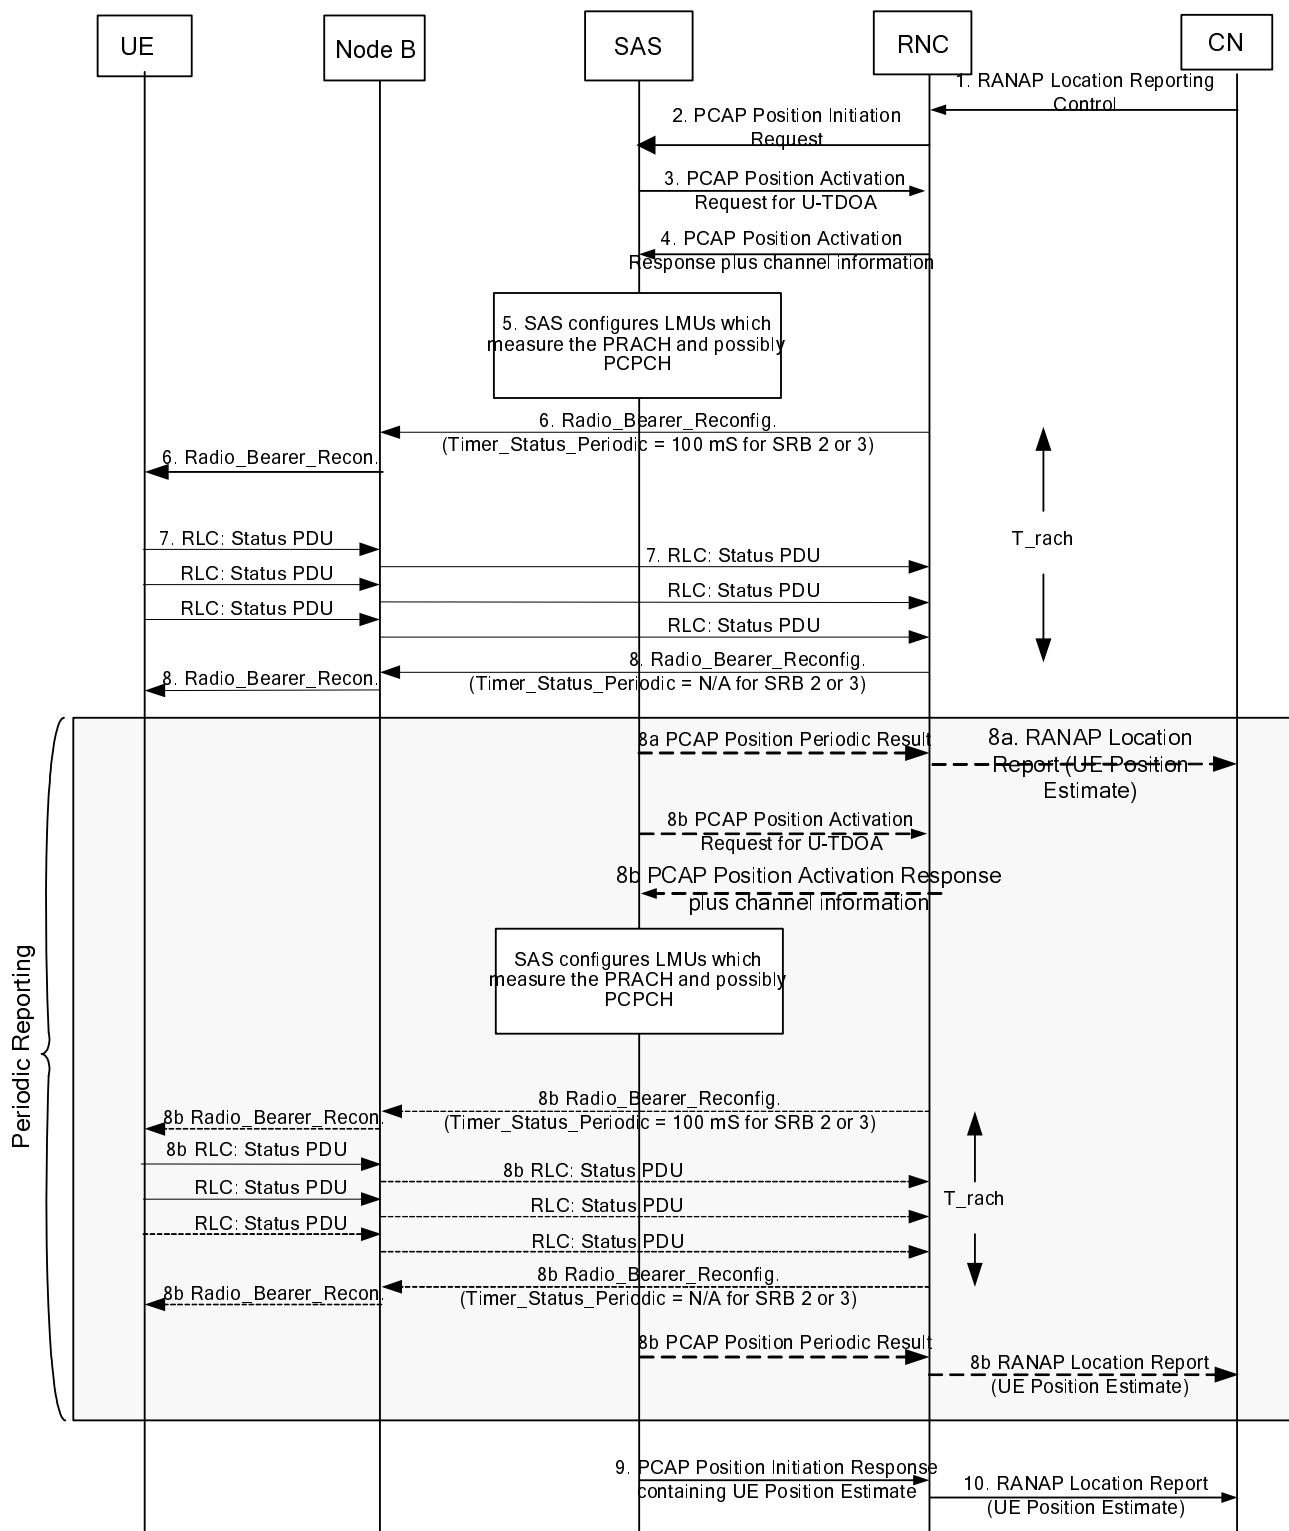 UE
Node B
SAS
RNC
CN
1. RANAP Location Reporting
Control
2. PCAP Position Initiation
Request
3. PCAP Position Activation
Request for U-TDOA
4. PCAP Position Activation
Response plus channel information
5. SAS configures LMUs which
measure the PRACH and possibly
PCPCH
6. Radio_Bearer_Reconfig.
(Timer_Status_Periodic = 100 mS for SRB 2 or 3)
6. Radio_Bearer_Recon.
7. RLC: Status PDU
T_rach
7. RLC: Status PDU
RLC: Status PDU
RLC: Status PDU
RLC: Status PDU
RLC: Status PDU
8. Radio_Bearer_Reconfig.
8. Radio_Bearer_Recon.
(Timer_Status_Periodic = N/A for SRB 2 or 3)
Periodic Reporting
8a PCAP Position Periodic Result
8a. RANAP Location
Report (UE Position
Estimate)
8b PCAP Position Activation
Request for U-TDOA
8b PCAP Position Activation Response
plus channel information
SAS configures LMUs which
measure the PRACH and possibly
PCPCH
8b Radio_Bearer_Reconfig.
8b Radio_Bearer_Recon.
(Timer_Status_Periodic = 100 mS for SRB 2 or 3)
8b RLC: Status PDU
8b RLC: Status PDU
RLC: Status PDU
T_rach
RLC: Status PDU
RLC: Status PDU
RLC: Status PDU
8b Radio_Bearer_Reconfig.
8b Radio_Bearer_Recon.
(Timer_Status_Periodic = N/A for SRB 2 or 3)
8b PCAP Position Periodic Result
8b RANAP Location Report
(UE Position Estimate)
9. PCAP Position Initiation Response
containing UE Position Estimate
10. RANAP Location Report
(UE Position Estimate)